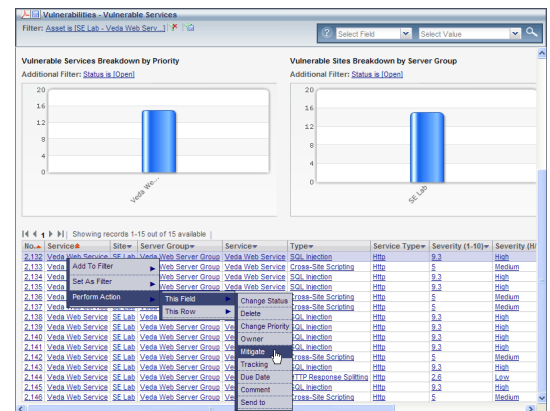 Vulnerabilities - Vulnerable Services
Filter: Asset is [SE Lab - Veda Web Serv...]
Select Field Select Value
Vulnerable Services Breakdown by Priority
Additional Filter: Status is [Open]
20
16
12
8
4
0
Veda We...
Vulnerable Sites Breakdown by Server Group
Additional Filter: Status is [Open]
20
16
12
8
4
0
SE Lab
1 Showing records 1-15 out of 15 available
No. Service Site Server Group Service Type Service Type Severity (1-10) Severity (Hi
2,132 Veda Web Service SE Lab Veda Web Server Group Veda Web Service SQL Injection Http 9.3 High
2,133 Veda Web Server Group Veda Web Service Cross-Site Scripting Http 5 Medium
2,134 Veda Web Server Group Veda Web Service SQL Injection Http 9.3 High
2,135 Veda Web Server Group Veda Web Service SQL Injection Http 9.3 High
2,136 Cross-Site Scripting Http 5 Medium
2,137 Cross-Site Scripting Http 5 Medium
2,138 Veda Web Service SE Lab Veda Web Server Group SQL Injection Http 9.3 High
2,139 Veda Web Service SE Lab Veda Web Server Group SQL Injection Http 9.3 High
2,140 Veda Web Service SE Lab Veda Web Server Group SQL Injection Http 9.3 High
2,141 Veda Web Service SE Lab Veda Web Server Group SQL Injection Http 9.3 High
2,142 Veda Web Service SE Lab Veda Web Server Group Cross-Site Scripting Http 5 Medium
2,143 Veda Web Service SE Lab Veda Web Server Group SQL Injection Http 9.3 High
2,144 Veda Web Service SE Lab Veda Web Server Group HTTP Response Splitting Http 2.6 Low
2,145 Veda Web Service SE Lab Veda Web Server Group SQL Injection Http 9.3 High
2,146 Veda Web Service SE Lab Veda Web Server Group Cross-Site Scripting Http 5 Medium
Add To Filter
Set As Filter
Perform Action
This Field
This Row
Change Status
Delete
Change Priority
Owner
Mitigate
Tracking
Due Date
Comment
Send to